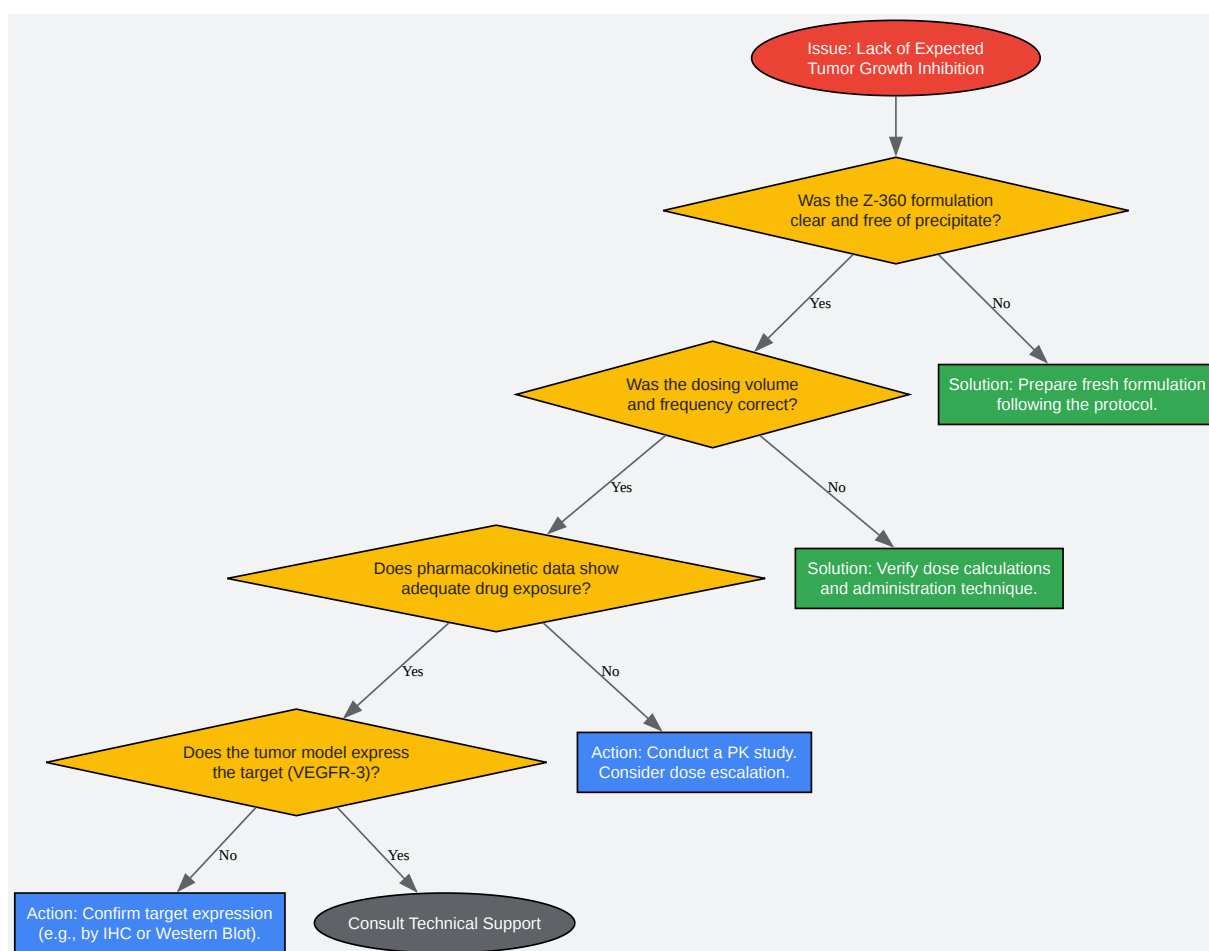 Issue: Lack of Expected
Tumor Growth Inhibition
Was the Z-360 formulation
clear and free of precipitate?
Yes
No
Was the dosing volume
and frequency correct?
Solution: Prepare fresh formulation
following the protocol.
Yes
No
Does pharmacokinetic data show
adequate drug exposure?
Solution: Verify dose calculations
and administration technique.
Yes
No
Does the tumor model express
the target (VEGFR-3)?
Action: Conduct a PK study.
Consider dose escalation.
No
Yes
Action: Confirm target expression
(e.g., by IHC or Western Blot).
Consult Technical Support